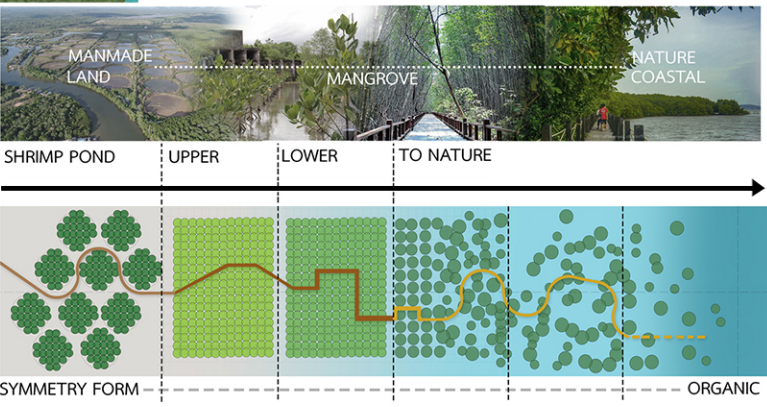 MANMADE
LAND
MANGROVE
NATURE
COASTAL
SHRIMP POND
UPPER
LOWER
TO NATURE
SYMMETRY FORM
ORGANIC